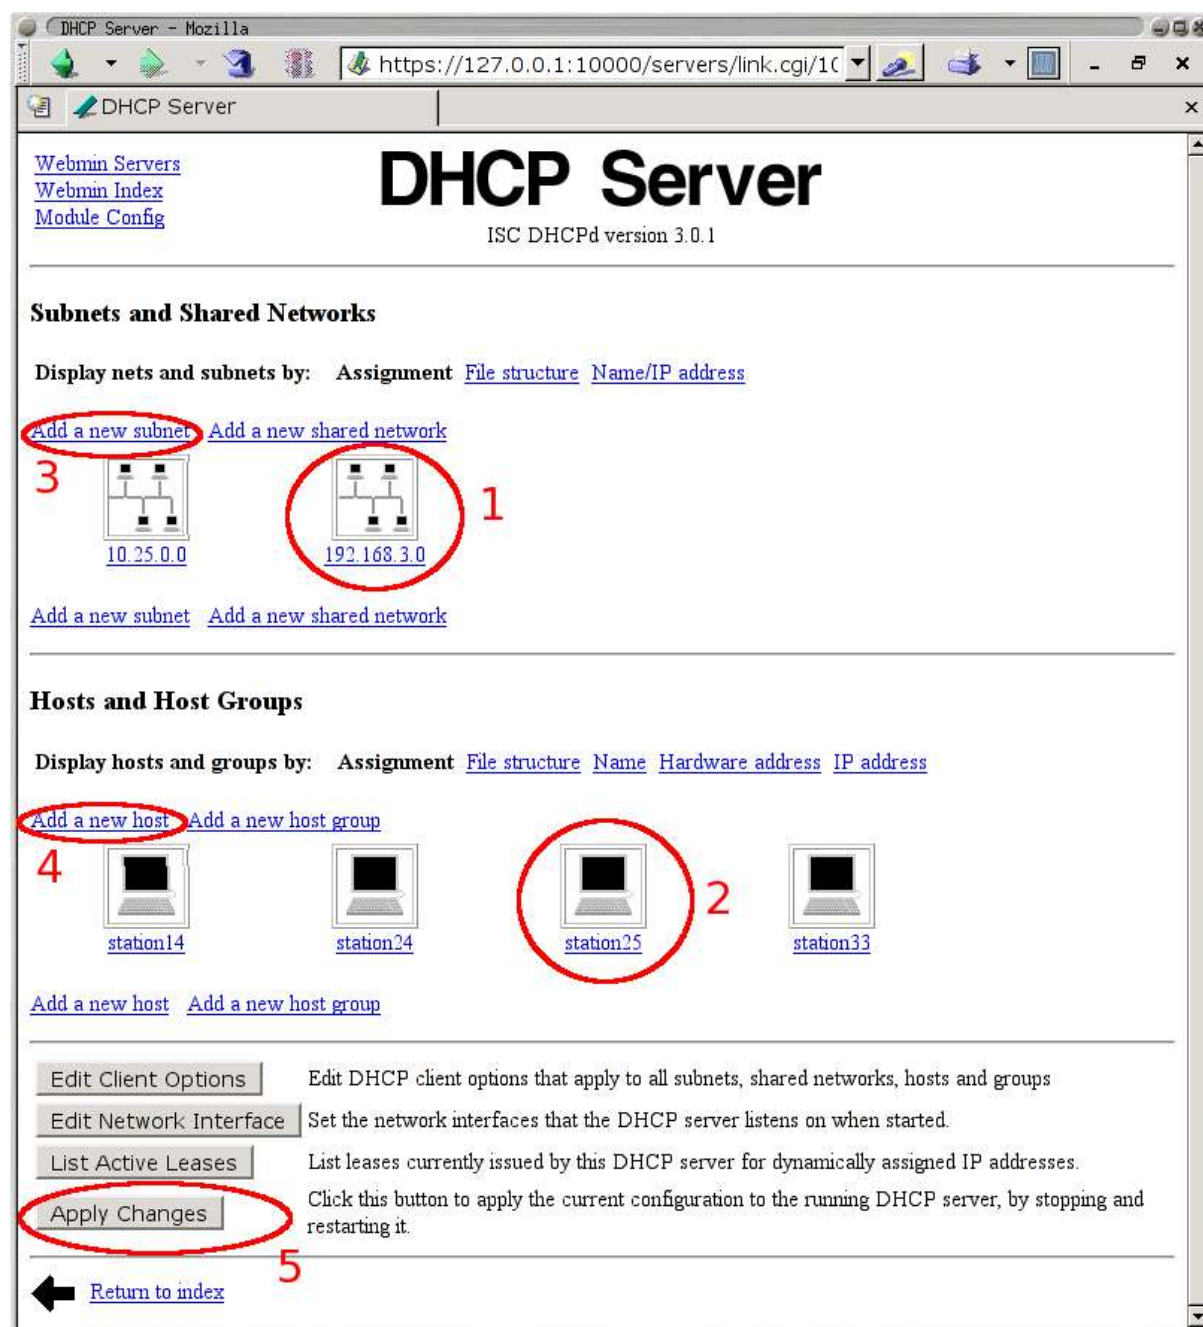 DHCP Server - Mozilla
https://127.0.0.1:10000/servers/link.cgi/1(
DHCP Server
Webmin Servers
Webmin Index
Module Config
DHCP Server
ISC DHCPd version 3.0.1
Subnets and Shared Networks
Display nets and subnets by: Assignment File structure Name/IP address
Add a new subnet Add a new shared network
3
1
10.25.0.0 192.168.3.0
Add a new subnet Add a new shared network
Hosts and Host Groups
Display hosts and groups by: Assignment File structure Name Hardware address IP address
Add a new host Add a new host group
4
2
station14 station24 station25 station33
Add a new host Add a new host group
Edit Client Options Edit DHCP client options that apply to all subnets, shared networks, hosts and groups
Edit Network Interface Set the network interfaces that the DHCP server listens on when started.
List Active Leases List leases currently issued by this DHCP server for dynamically assigned IP addresses.
Apply Changes Click this button to apply the current configuration to the running DHCP server, by stopping and
restarting it.
5
Return to index